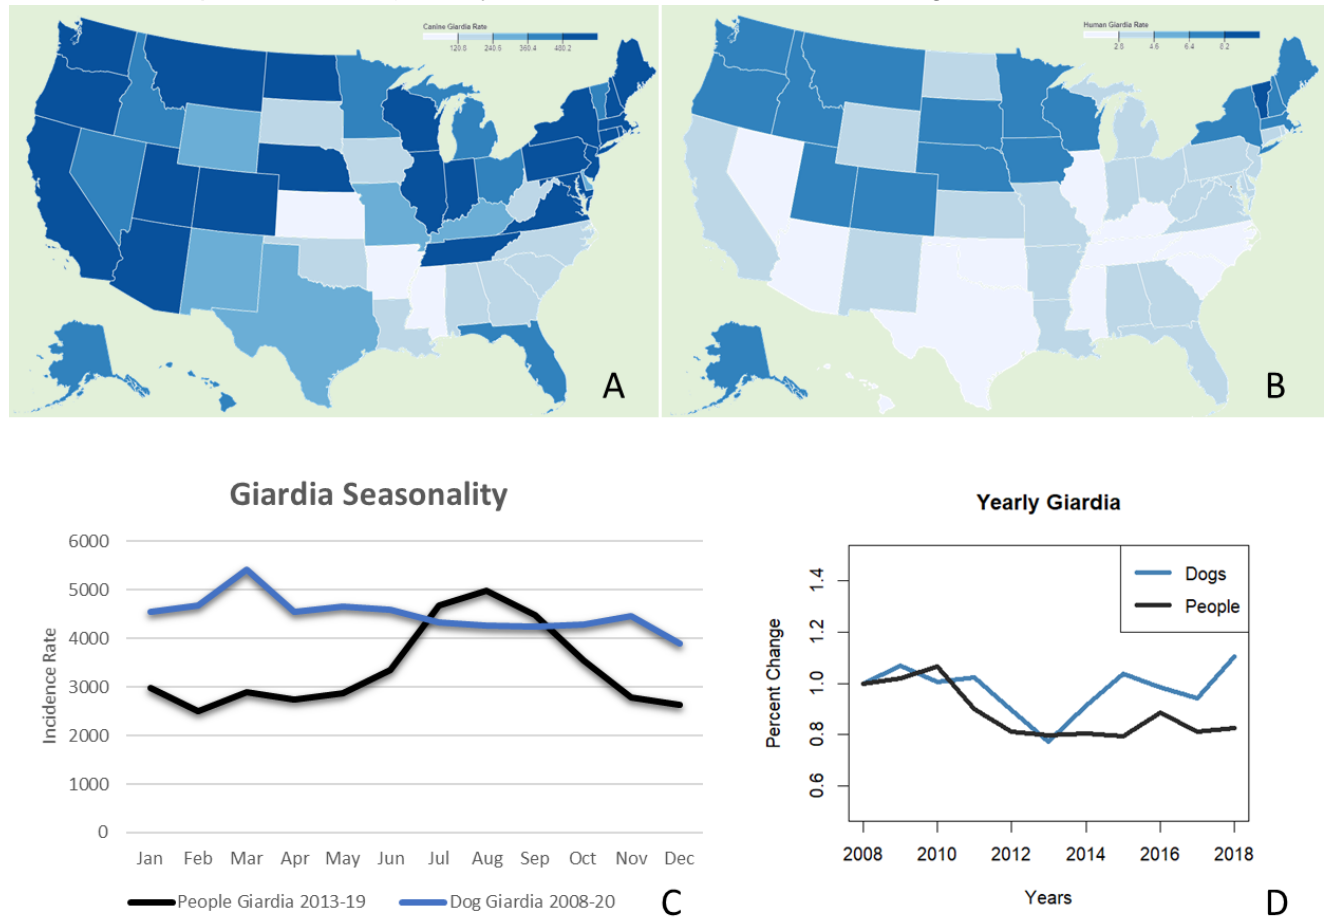 Canine Giardia Rate
120.5 240.5 360.4 480.2
A
Human Giardia Rate
2.8 4.6 6.4 8.2
B
Giardia Seasonality
6000
5000
4000
3000
2000
1000
0
Incidence Rate
Jan Feb Mar Apr May Jun Jul Aug Sep Oct Nov Dec
People Giardia 2013-19 Dog Giardia 2008-20
C
Yearly Giardia
Dogs
People
1.4
1.2
1.0
0.8
0.6
Percent Change
2008 2010 2012 2014 2016 2018
Years
D